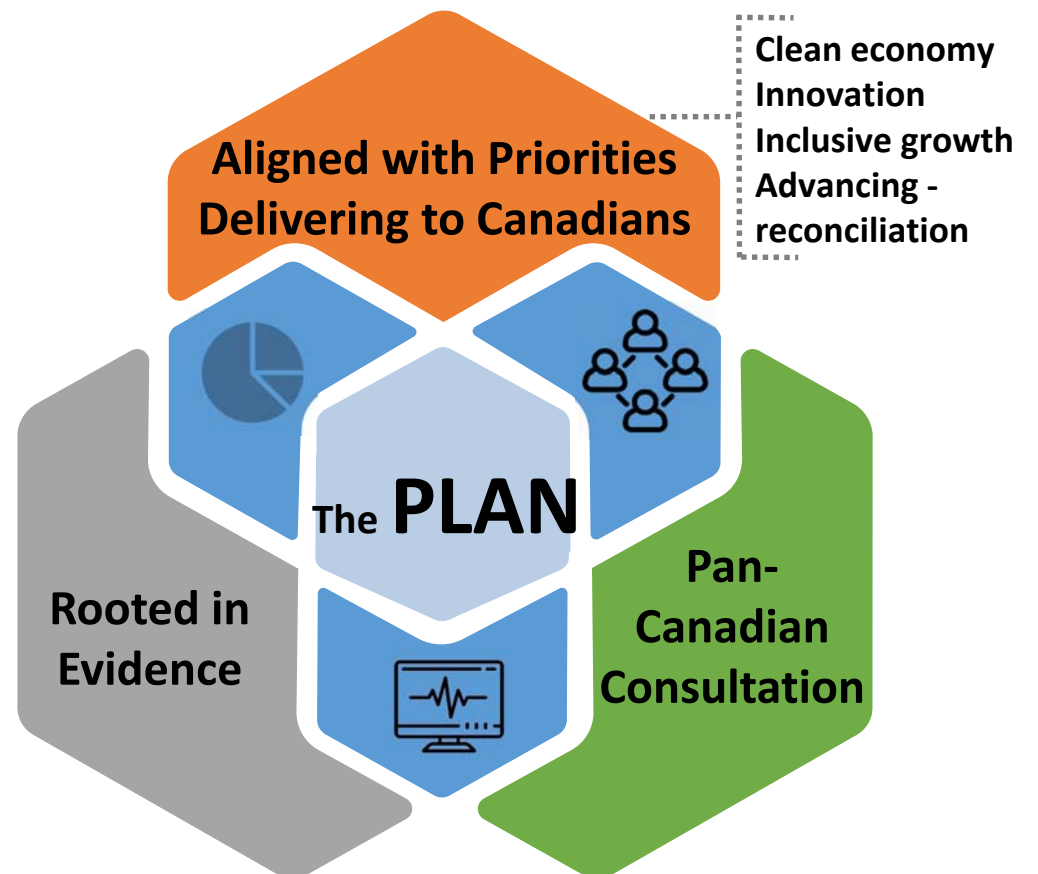 Clean economy
Innovation
Inclusive growth
Advancing -
reconciliation
Aligned with Priorities
Delivering to Canadians
The PLAN
Rooted in
Evidence
Pan-
Canadian
Consultation